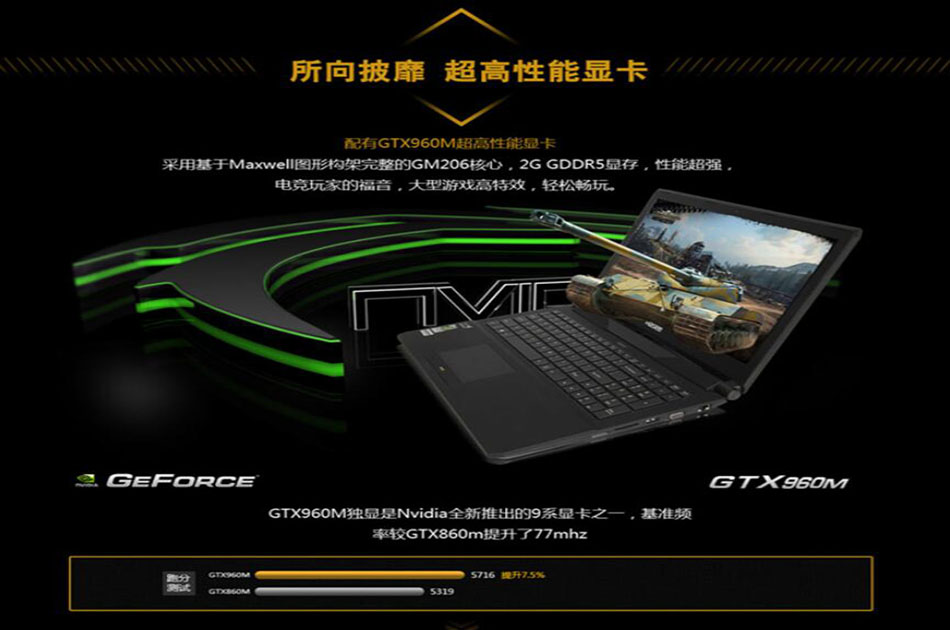 所向披靡 超高性能显卡
配有GTX960M超高性能显卡
采用基于Maxwell图形构架完整的GM206核心，2G GDDR5显存，性能超强，
电竞玩家的福音，大型游戏高特效，轻松畅玩。
NVID
GEFORCE
GTX960M
GTX960M独显是Nvidia全新推出的9系显卡之一，基准频
率较GTX860m提升了77mhz
跑分
测试
GTX960M 5716 提升7.5%
GTX860M 5319